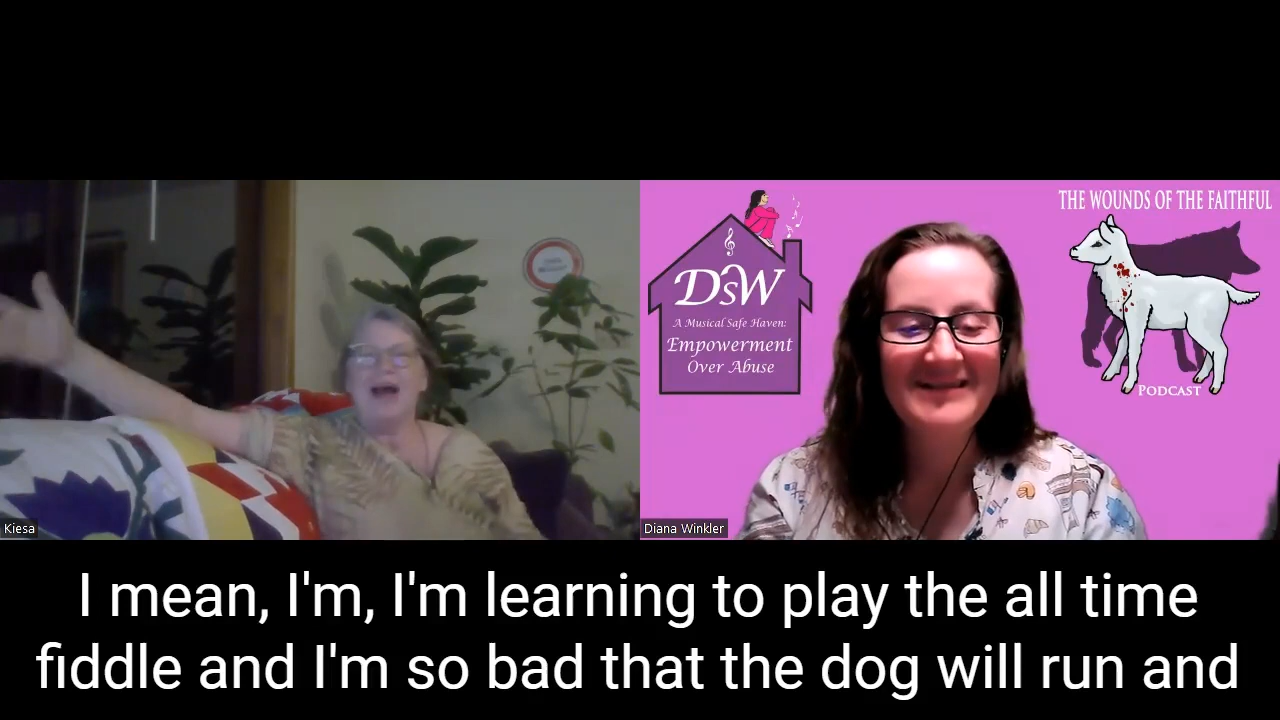 THE WOUNDS OF THE FAITHFUL
DSW
A Musical Safe Haven:
Empowerment
Over Abuse
PODCAST
Kiesa
Diana Winkler
I mean, I'm, I'm learning to play the all time
fiddle and I'm so bad that the dog will run and